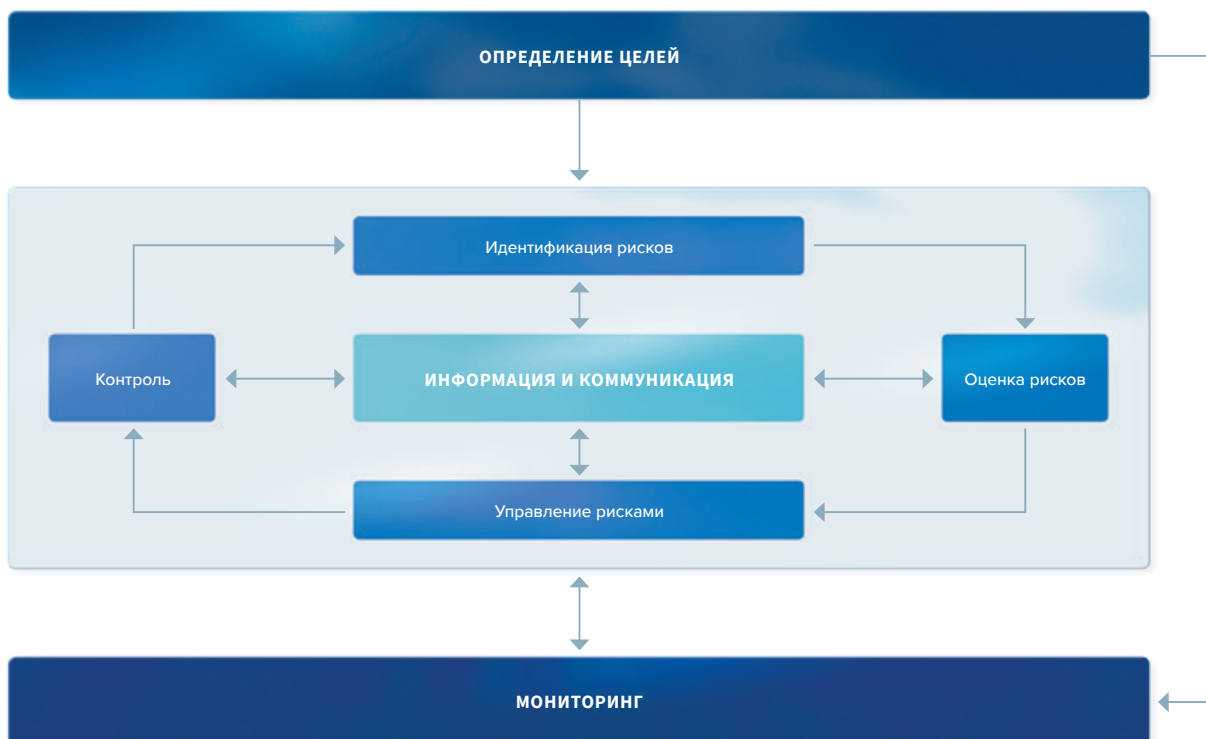 ОПРЕДЕЛЕНИЕ ЦЕЛЕЙ
Идентификация рисков
Контроль
ИНФОРМАЦИЯ И КОММУНИКАЦИЯ
Оценка рисков
Управление рисками
МОНИТОРИНГ